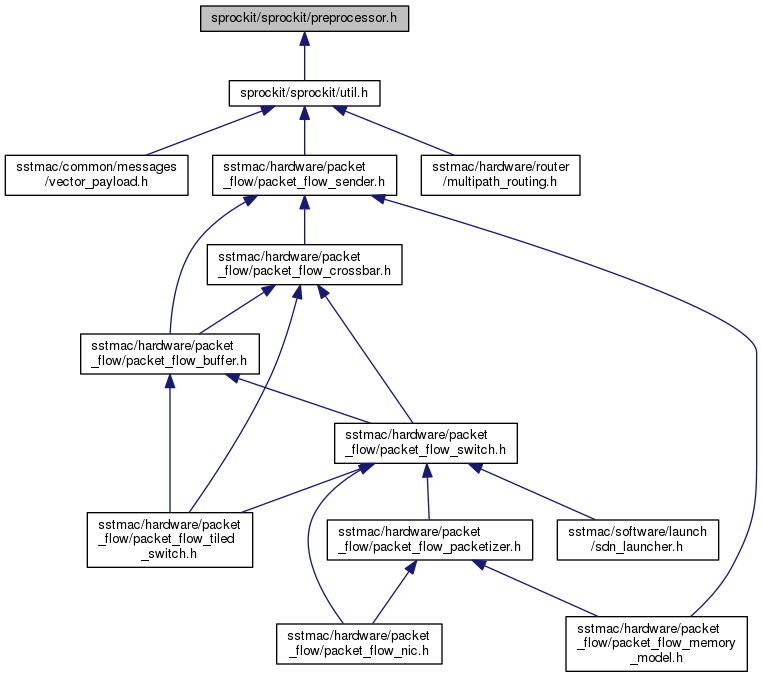 sprockit/sprockit/preprocessor.h
sprockit/sprockit/util.h
sstmac/common/messages
/vector_payload.h
sstmac/hardware/packet
_flow/packet_flow_sender.h
sstmac/hardware/router
/multipath_routing.h
sstmac/hardware/packet
_flow/packet_flow_crossbar.h
sstmac/hardware/packet
_flow/packet_flow_buffer.h
sstmac/hardware/packet
_flow/packet_flow_switch.h
sstmac/hardware/packet
_flow/packet_flow_tiled
_switch.h
sstmac/hardware/packet
_flow/packet_flow_packetizer.h
sstmac/software/launch
/sdn_launcher.h
sstmac/hardware/packet
_flow/packet_flow_nic.h
sstmac/hardware/packet
_flow/packet_flow_memory
_model.h